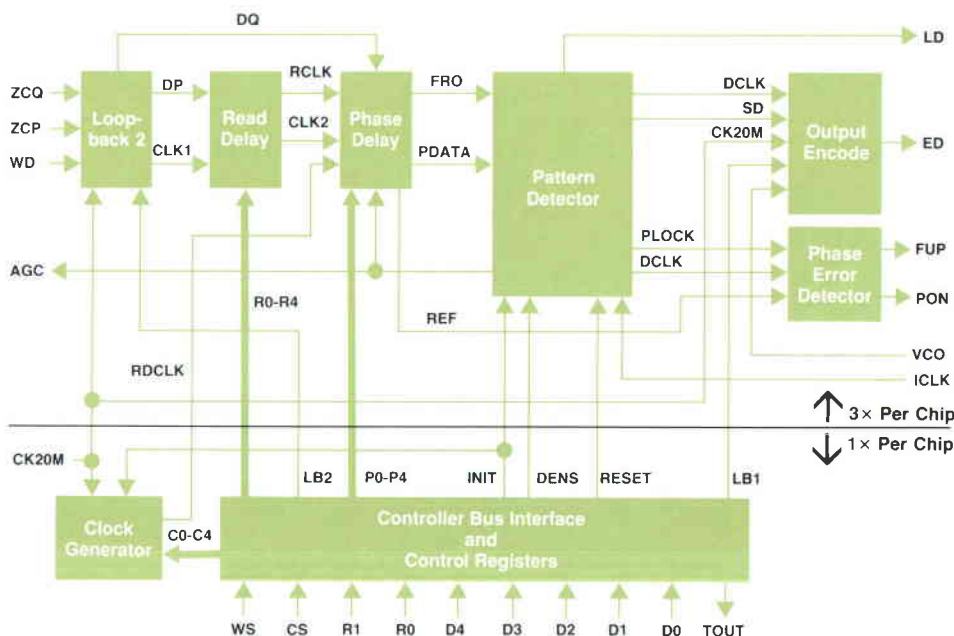 DQ
LD
RCLK
FRO
DCLK
DP
ZCQ
SD
CLK2
Loop-
back 2
Read
Delay
Phase
Delay
ZCP
CK20M
Output
Encode
ED
WD
CLK1
PDATA
Pattern
Detector
PLOCK
FUP
AGC
DCLK
Phase
Error
Detector
R0-R4
REF
PON
VCO
RDCLK
ICLK
3× Per Chip
1× Per Chip
CK20M
LB2
P0-P4
INIT
DENS
RESET
LB1
Clock
Generator
C0-C4
Controller Bus Interface
and
Control Registers
WS
CS
R1
R0
D4
D3
D2
D1
D0
TOUT